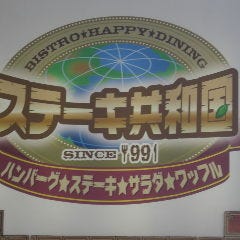 BISTRO★HAPPY★DINING
ステーキ共和国
SINCE ¥991
ハンバーグ★ステーキ★サラダ★ワッフル